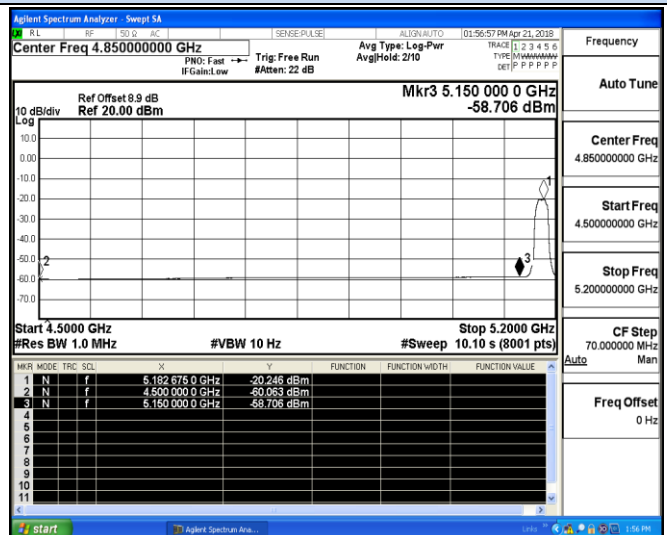 Agilent Spectrum Analyzer - Swept SA
RL RF 50 Ω AC SENSE:PULSE ALIGNAUTO 01:56:57 PM Apr 21, 2018
Center Freq 4.850000000 GHz
PNO: Fast
IFGain:Low
Trig: Free Run
#Atten: 22 dB
Avg Type: Log-Pwr
Avg|Hold: 2/10
TRACE 1 2 3 4 5 6
TYPE MWWWWW
DET P P P P P P
Ref Offset 8.9 dB
10 dB/div Ref 20.00 dBm
Log
Mkr3 5.150 000 0 GHz
-58.706 dBm
10.0
0.00
-10.0
-20.0
-30.0
-40.0
-50.0
-60.0
-70.0
1
2
3
Start 4.5000 GHz Stop 5.2000 GHz
#Res BW 1.0 MHz #VBW 10 Hz #Sweep 10.10 s (8001 pts)
MKR MODE TRC SCL X Y FUNCTION FUNCTION WIDTH FUNCTION VALUE
1 N f 5.182 675 0 GHz -20.246 dBm
2 N f 4.500 000 0 GHz -60.063 dBm
3 N f 5.150 000 0 GHz -58.706 dBm
4
5
6
7
8
9
10
11
Frequency
Auto Tune
Center Freq
4.850000000 GHz
Start Freq
4.500000000 GHz
Stop Freq
5.200000000 GHz
CF Step
70.000000 MHz
Auto Man
Freq Offset
0 Hz
start Agilent Spectrum Ana... Links » 1:56 PM